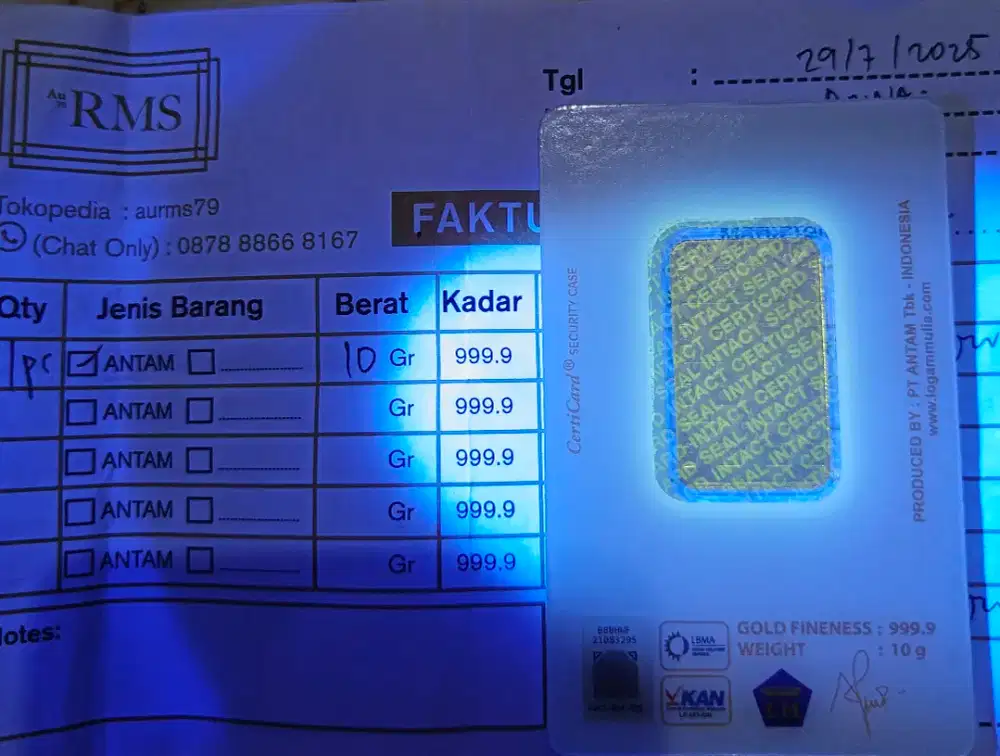 Au
79
RMS
Tgl : 29/7/2025
Tokopedia : aurms79
(Chat Only) : 0878 8866 8167
FAKTU
Qty Jenis Barang Berat Kadar
1pc ANTAM 10 Gr 999.9
ANTAM Gr 999.9
ANTAM Gr 999.9
ANTAM Gr 999.9
ANTAM Gr 999.9
Notes:
CertiCard® SECURITY CASE
SEAL INTACT CERTICARD
PRODUCED BY : PT ANTAM Tbk - INDONESIA
www.logammulia.com
LBMA
KAN
LM
GOLD FINENESS : 999.9
WEIGHT : 10 g